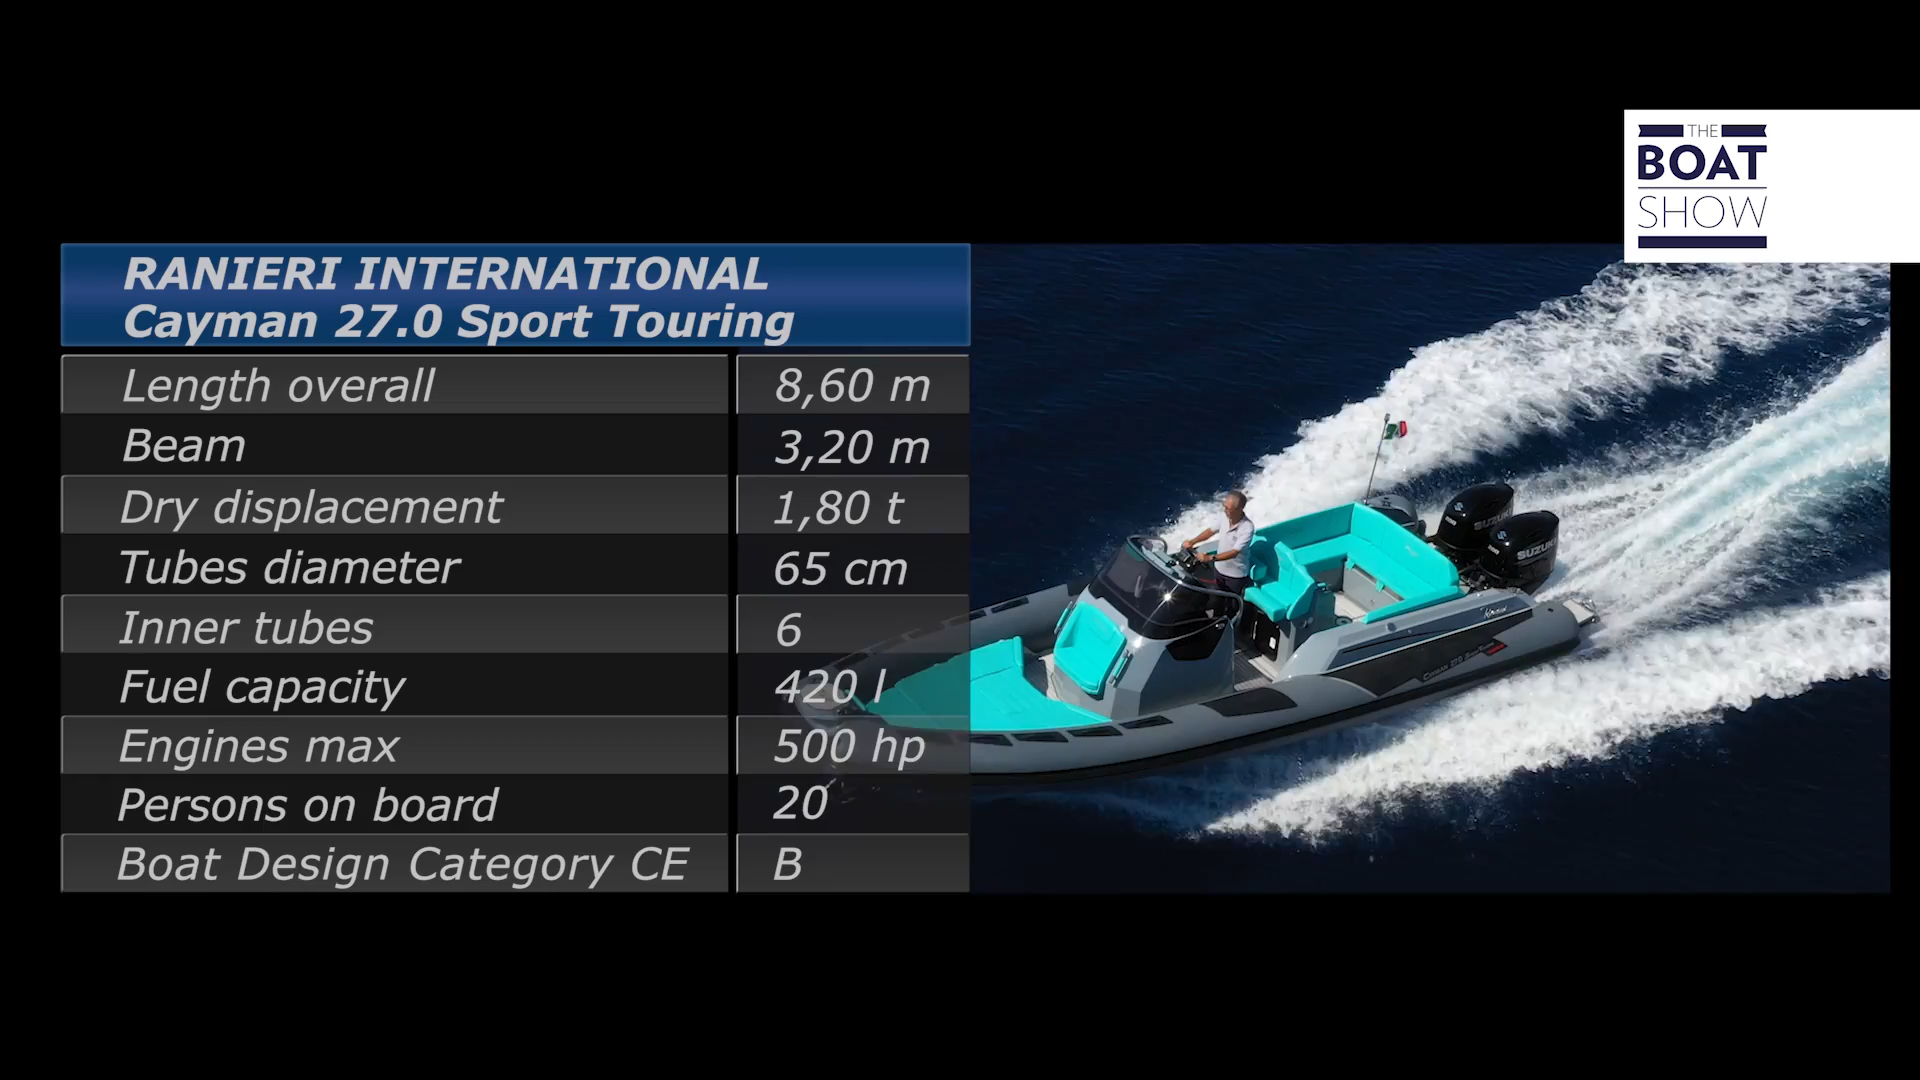 THE
BOAT
SHOW
RANIERI INTERNATIONAL
Cayman 27.0 Sport Touring
Length overall 8,60 m
Beam 3,20 m
Dry displacement 1,80 t
Tubes diameter 65 cm
Inner tubes 6
Fuel capacity 420 l
Engines max 500 hp
Persons on board 20
Boat Design Category CE B
SUZUKI
SUZUKI